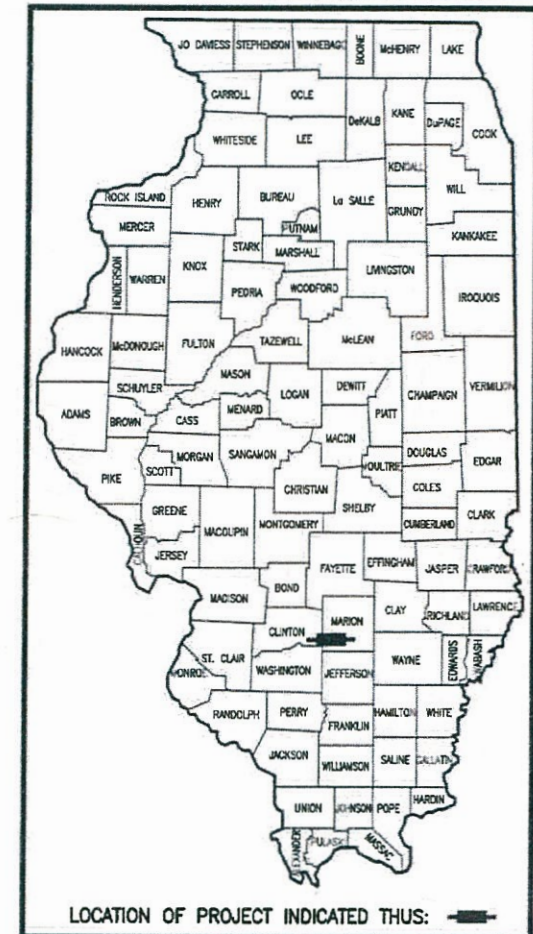 JO DAVIESS STEPHENSON WINNEBAGO BOONE McHENRY LAKE
CARROLL OGLE DeKALB KANE DuPAGE COOK
WHITESIDE LEE KENDALL WILL
ROCK ISLAND HENRY BUREAU La SALLE GRUNDY
MERCER PUTNAM KANKAKEE
STARK MARSHALL
HENDERSON WARREN KNOX PEORIA WOODFORD LIVINGSTON IROQUOIS
FORD
HANCOCK McDONOUGH FULTON TAZEWELL McLEAN
MASON
SCHUYLER LOGAN DEWITT CHAMPAIGN VERMILION
ADAMS BROWN CASS MENARD PIATT
MACON
PIKE MORGAN SANGAMON DOUGLAS EDGAR
SCOTT CHRISTIAN MOULTRIE COLES
GREENE SHELBY CLARK
CALHOUN MACOUPIN MONTGOMERY CUMBERLAND
JERSEY
FAYETTE EFFINGHAM JASPER CRAWFORD
BOND
MADISON CLAY RICHLAND LAWRENCE
MARION
CLINTON
ST. CLAIR WAYNE EDWARDS WABASH
MONROE WASHINGTON JEFFERSON
RANDOLPH PERRY HAMILTON WHITE
FRANKLIN
JACKSON SALINE GALLATIN
WILLIAMSON
UNION JOHNSON POPE HARDIN
ALEXANDER PULASKI MASSAC
LOCATION OF PROJECT INDICATED THUS: